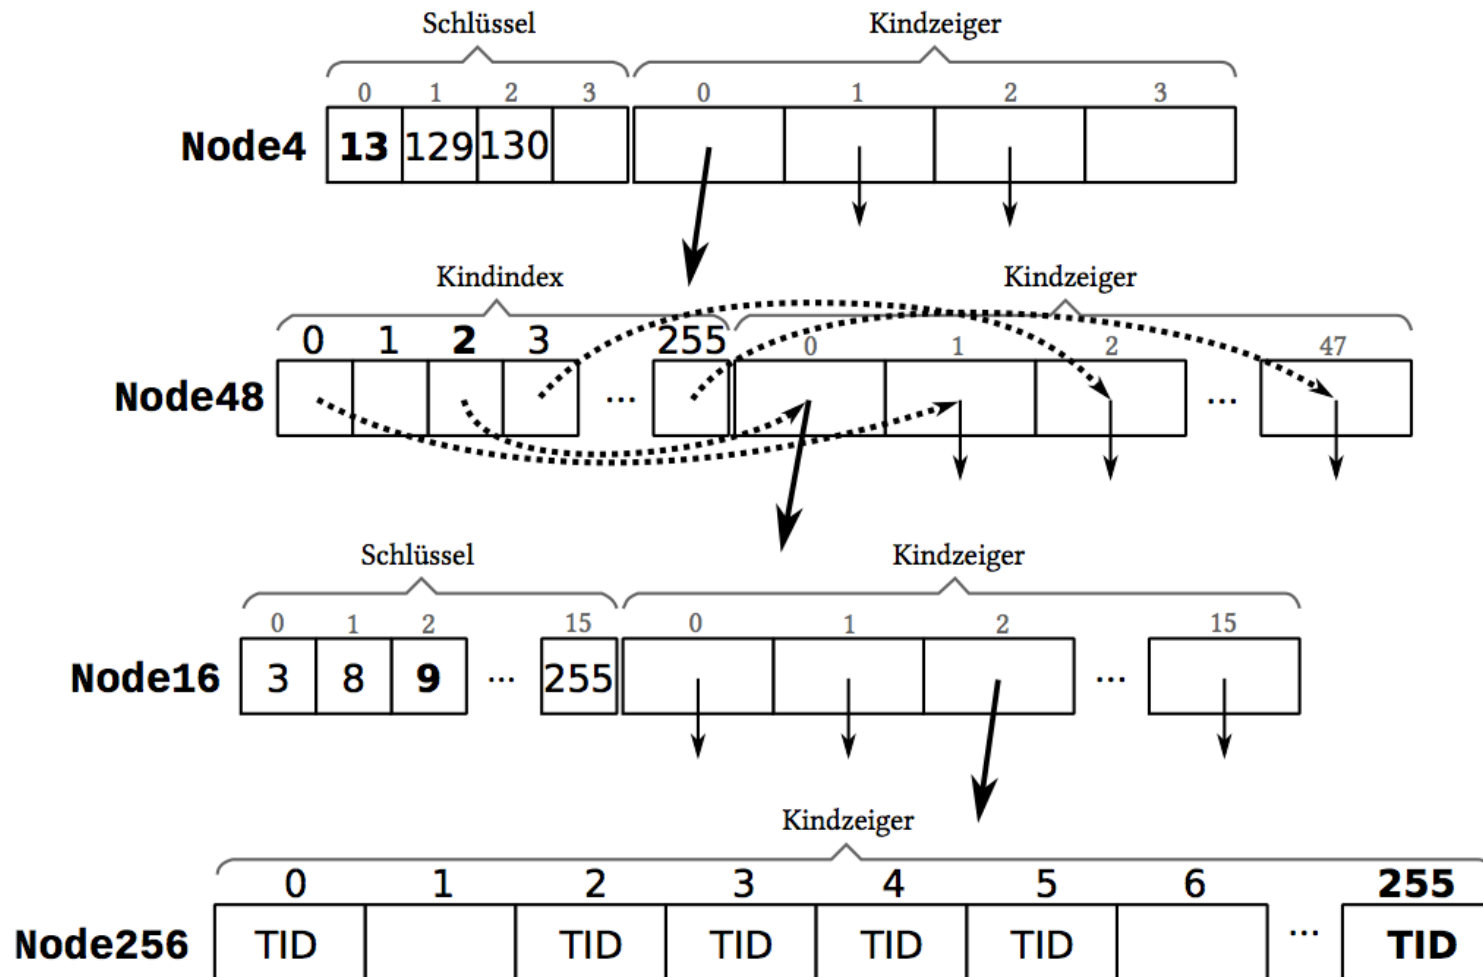 Schlüssel Kindzeiger
0 1 2 3 0 1 2 3
Node4 13 129 130
Kindindex Kindzeiger
0 1 2 3 255 0 1 2 47
Node48 ... ...
Schlüssel Kindzeiger
0 1 2 15 0 1 2 15
Node16 3 8 9 ... 255 ...
Kindzeiger
0 1 2 3 4 5 6 255
Node256 TID TID TID TID TID ... TID